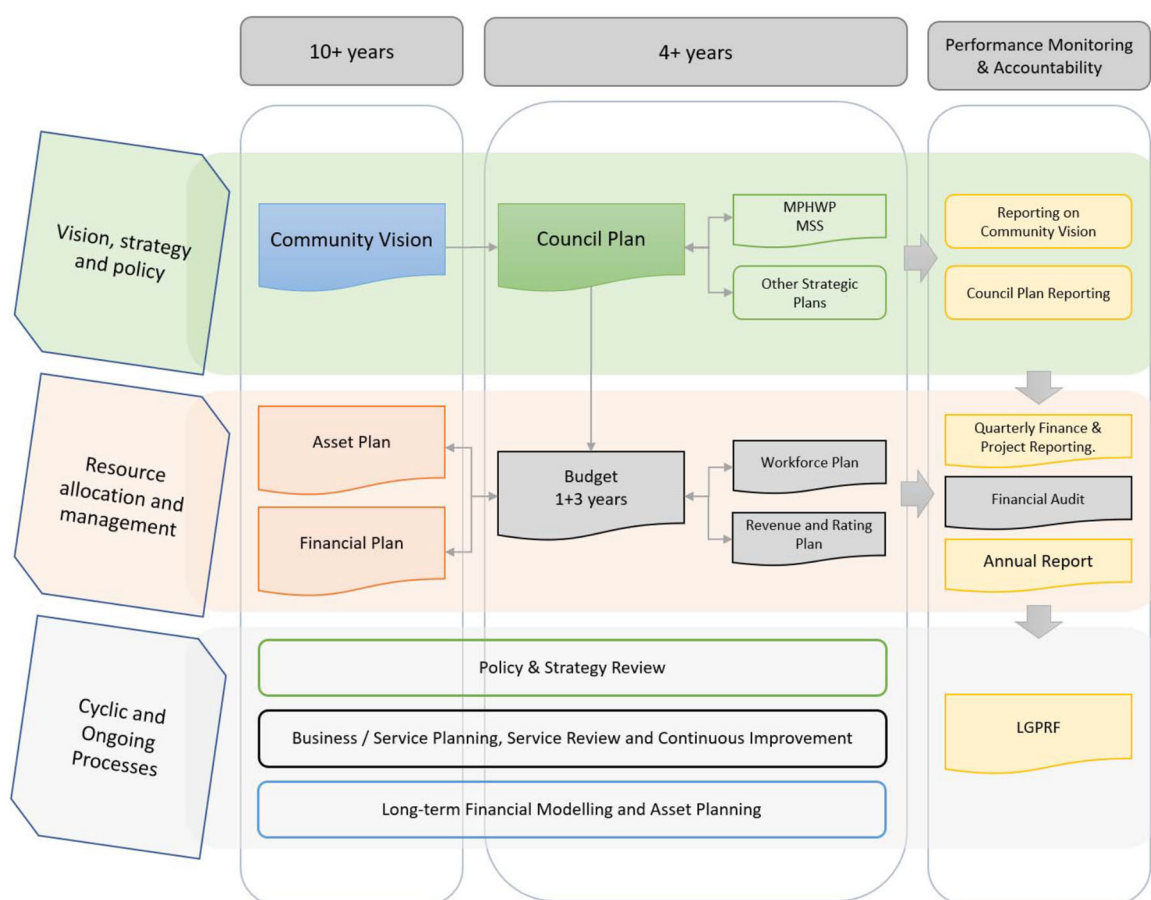 10+ years
4+ years
Performance Monitoring
& Accountability
Vision, strategy
and policy
Community Vision
Council Plan
MPHWP
MSS
Other Strategic
Plans
Reporting on
Community Vision
Council Plan Reporting
Resource
allocation and
management
Asset Plan
Financial Plan
Budget
1+3 years
Workforce Plan
Revenue and Rating
Plan
Quarterly Finance &
Project Reporting.
Financial Audit
Annual Report
Cyclic and
Ongoing
Processes
Policy & Strategy Review
Business / Service Planning, Service Review and Continuous Improvement
Long-term Financial Modelling and Asset Planning
LGPRF